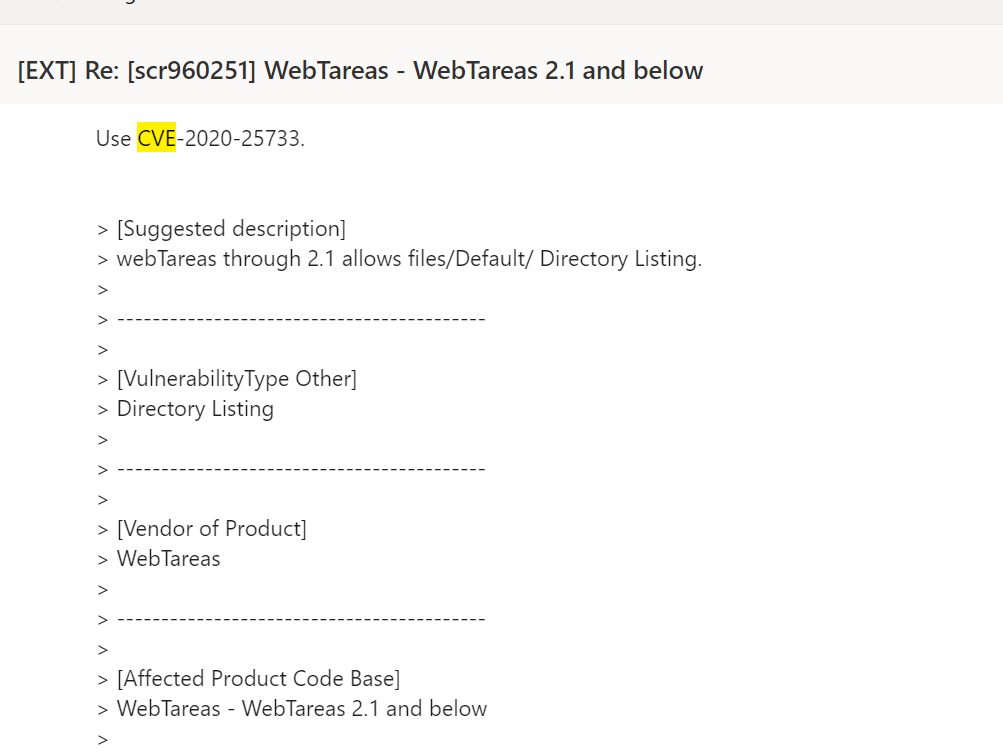 [EXT] Re: [scr960251] WebTareas - WebTareas 2.1 and below
Use CVE-2020-25733.
> [Suggested description]
> webTareas through 2.1 allows files/Default/ Directory Listing.
>
> ------------------------------------------
>
> [VulnerabilityType Other]
> Directory Listing
>
> ------------------------------------------
>
> [Vendor of Product]
> WebTareas
>
> ------------------------------------------
>
> [Affected Product Code Base]
> WebTareas - WebTareas 2.1 and below
>